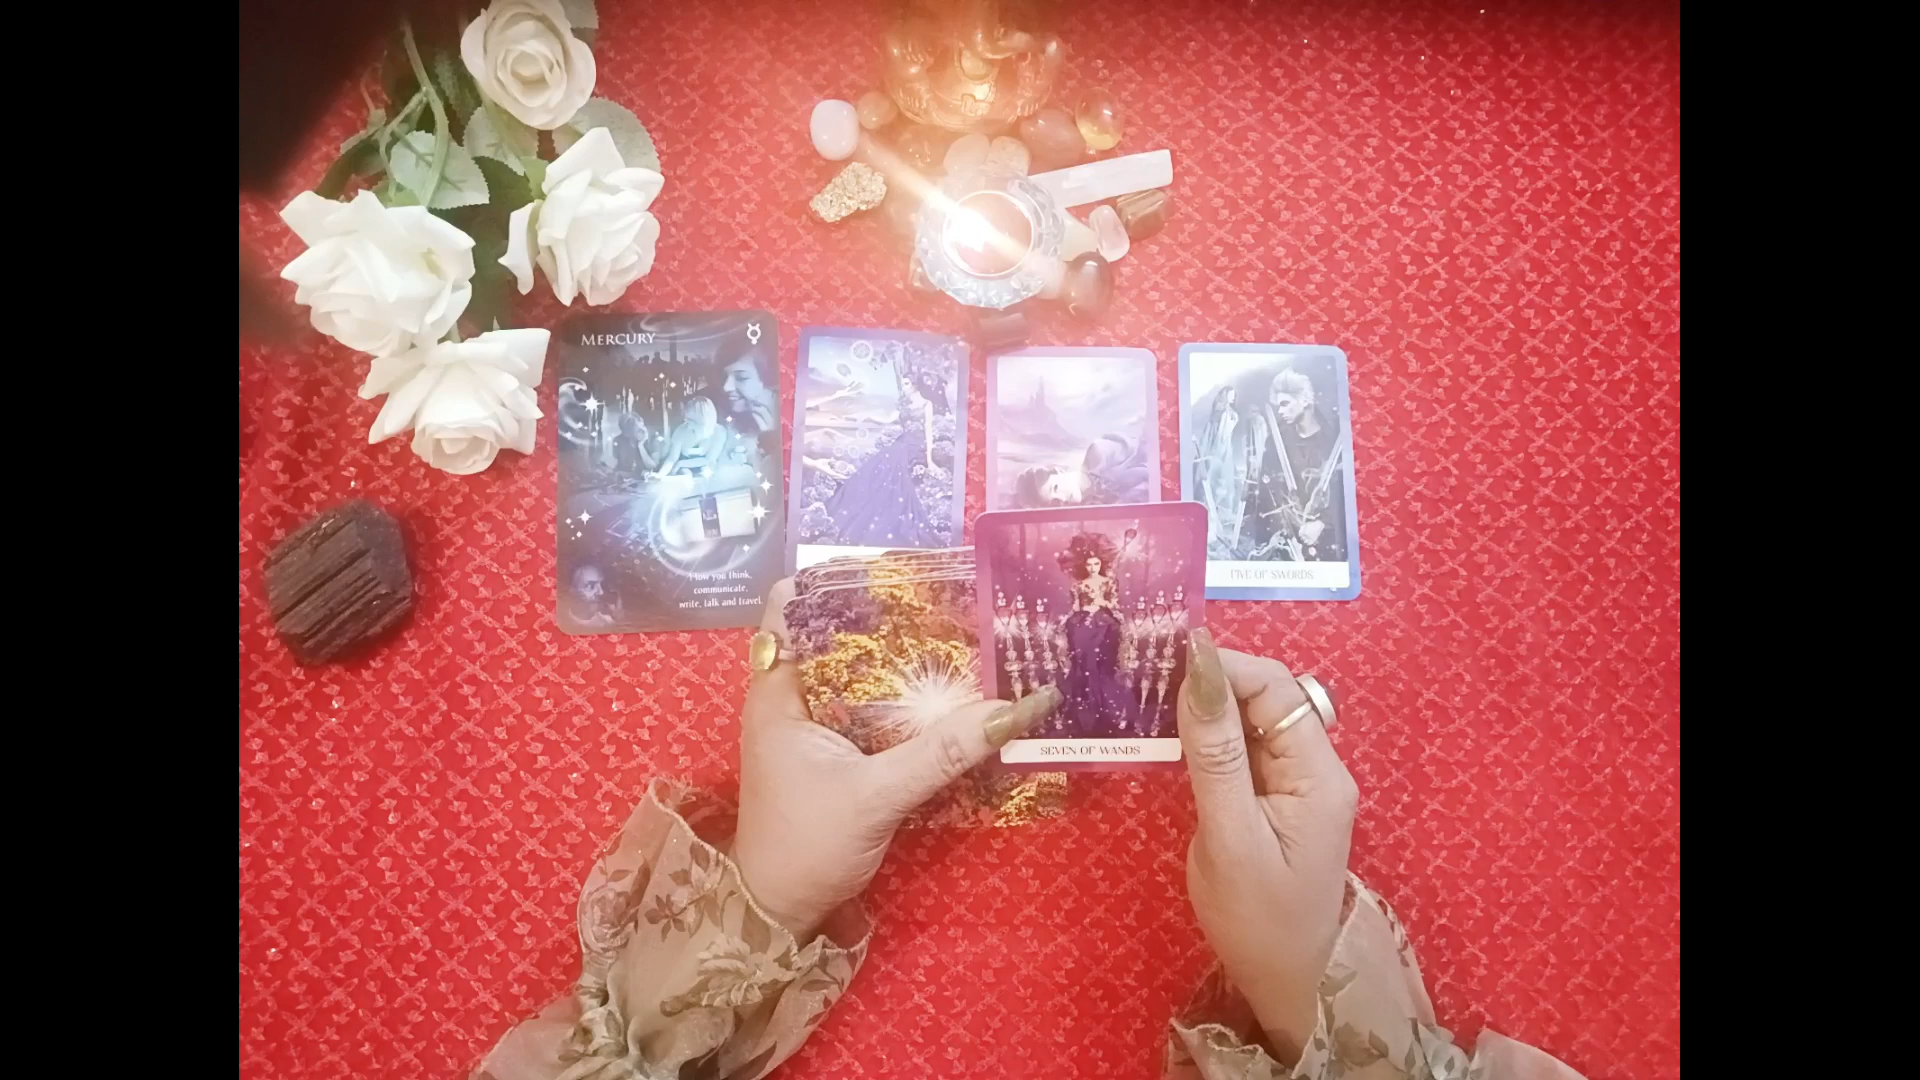 MERCURY
How you think,
communicate,
write, talk and travel.
FIVE OF SWORDS
SEVEN OF WANDS